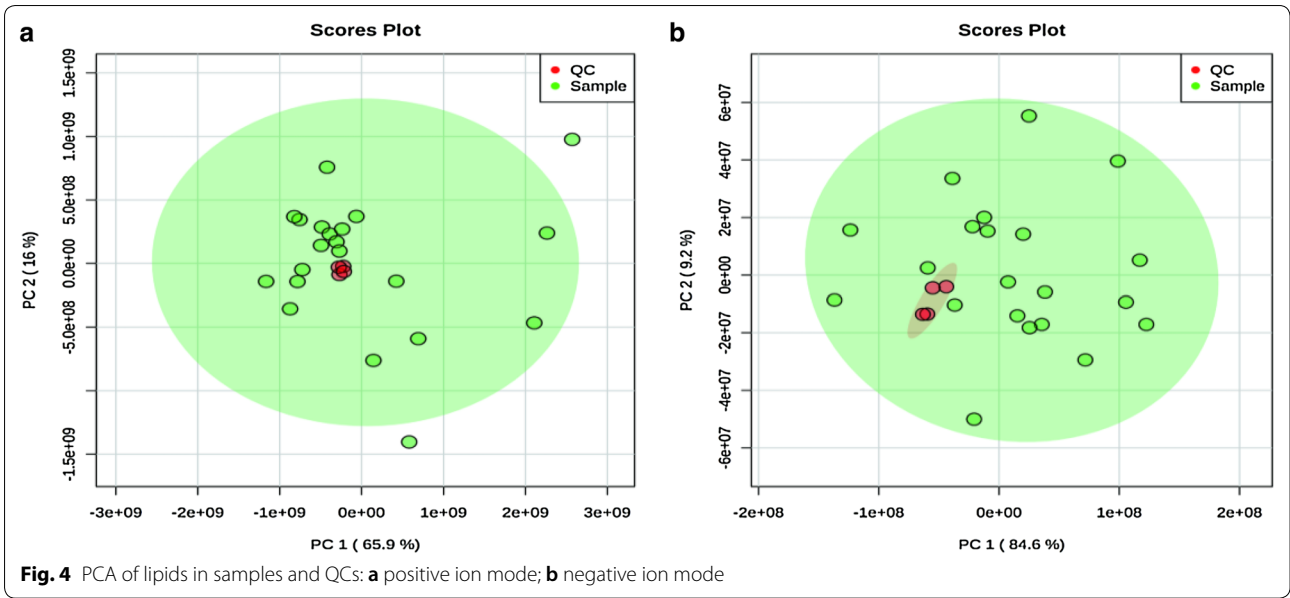 a
Scores Plot
QC
Sample
1.5e+09
1.0e+09
5.0e+08
0.0e+00
-5.0e+08
-1.5e+09
PC 2 ( 16 %)
-3e+09 -2e+09 -1e+09 0e+00 1e+09 2e+09 3e+09
PC 1 ( 65.9 %)
b
Scores Plot
QC
Sample
6e+07
4e+07
2e+07
0e+00
-2e+07
-4e+07
-6e+07
PC 2 ( 9.2 %)
-2e+08 -1e+08 0e+00 1e+08 2e+08
PC 1 ( 84.6 %)
Fig. 4 PCA of lipids in samples and QCs: a positive ion mode; b negative ion mode